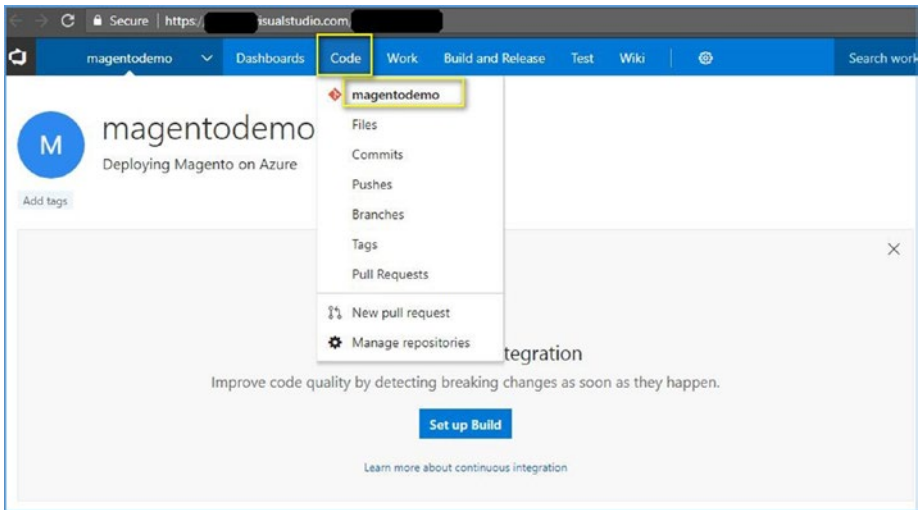 Secure | https:/ isualstudio.com,
magentodemo Dashboards Code Work Build and Release Test Wiki Search work
magentodemo
Files
Commits
Pushes
Branches
Tags
Pull Requests
New pull request
Manage repositories
M
magentodemo
Deploying Magento on Azure
Add tags
tegration
Improve code quality by detecting breaking changes as soon as they happen.
Set up Build
Learn more about continuous integration